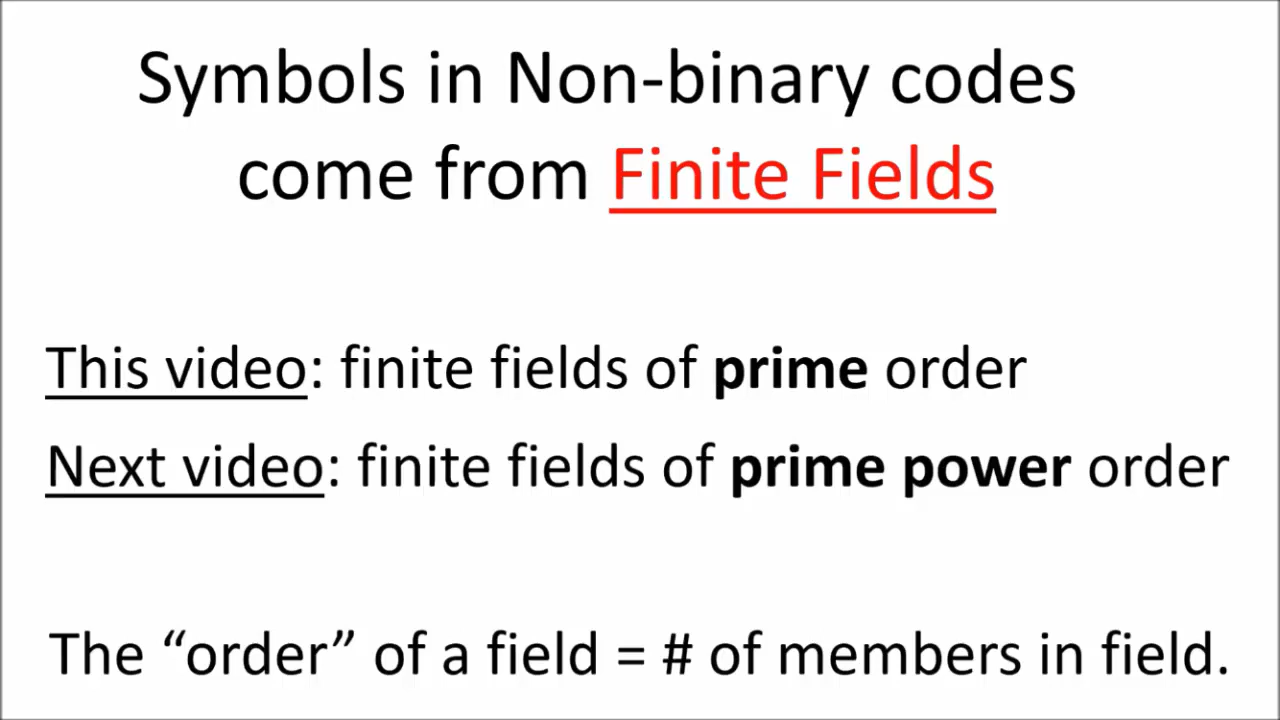 Symbols in Non-binary codes
come from Finite Fields
This video: finite fields of prime order
Next video: finite fields of prime power order
The “order” of a field = # of members in field.